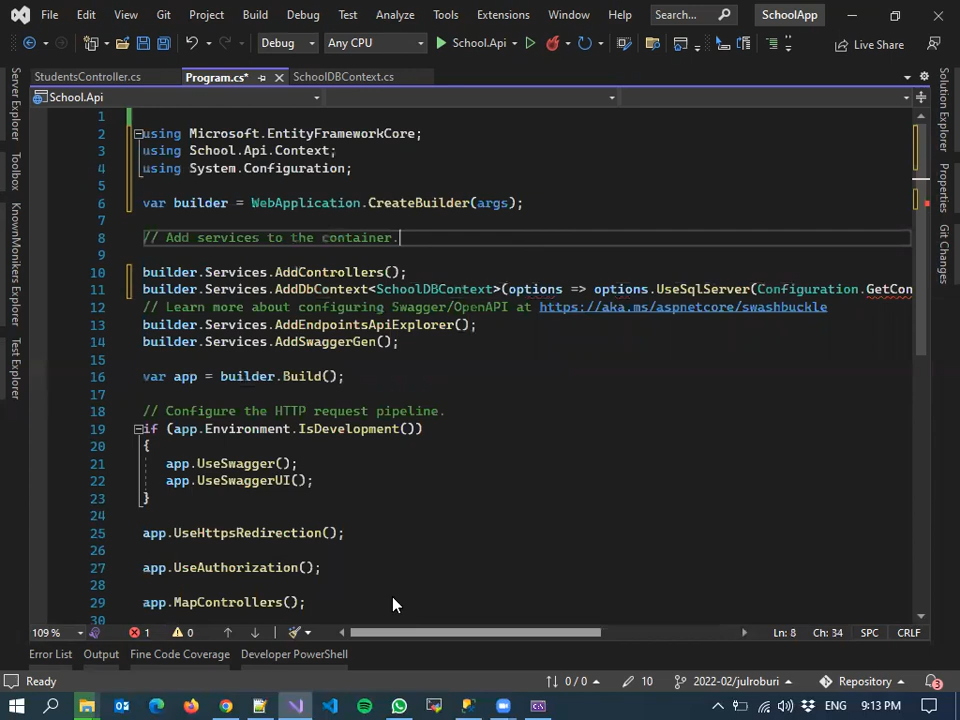 File Edit View Git Project Build Debug Test Analyze Tools Extensions Window Help Search... SchoolApp
Debug Any CPU School.Api Live Share
StudentsController.cs Program.cs* SchoolDBContext.cs
School.Api
1
2 using Microsoft.EntityFrameworkCore;
3 using School.Api.Context;
4 using System.Configuration;
5
6 var builder = WebApplication.CreateBuilder(args);
7
8 // Add services to the container.
9
10 builder.Services.AddControllers();
11 builder.Services.AddDbContext<SchoolDBContext>(options => options.UseSqlServer(Configuration.GetCon
12 // Learn more about configuring Swagger/OpenAPI at https://aka.ms/aspnetcore/swashbuckle
13 builder.Services.AddEndpointsApiExplorer();
14 builder.Services.AddSwaggerGen();
15
16 var app = builder.Build();
17
18 // Configure the HTTP request pipeline.
19 if (app.Environment.IsDevelopment())
20 {
21 app.UseSwagger();
22 app.UseSwaggerUI();
23 }
24
25 app.UseHttpsRedirection();
26
27 app.UseAuthorization();
28
29 app.MapControllers();
30
Server Explorer
Toolbox
KnownMonikers Explorer
Test Explorer
Solution Explorer
Properties
Git Changes
109 % 1 0 Ln: 8 Ch: 34 SPC CRLF
Error List Output Fine Code Coverage Developer PowerShell
Ready 0 / 0 10 2022-02/julroburi Repository 3
ENG 9:13 PM